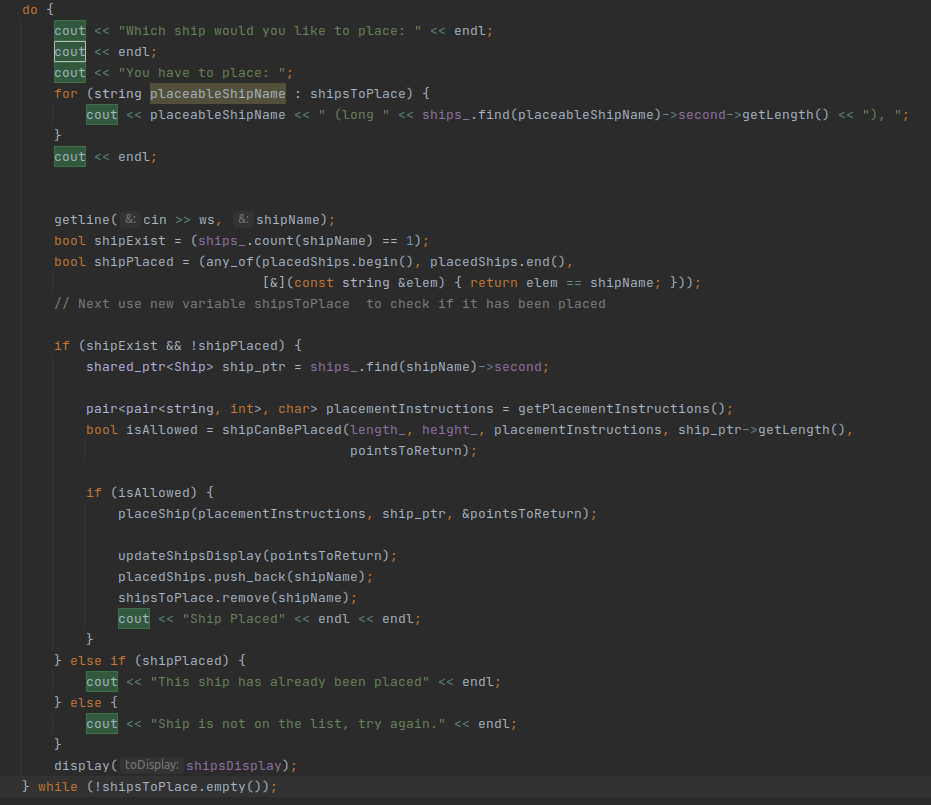 do {
cout << "Which ship would you like to place: " << endl;
cout << endl;
cout << "You have to place: ";
for (string placeableShipName : shipsToPlace) {
cout << placeableShipName << " (long " << ships_.find(placeableShipName)->second->getLength() << "), ";
}
cout << endl;
getline( &: cin >> ws, &: shipName);
bool shipExist = (ships_.count(shipName) == 1);
bool shipPlaced = (any_of(placedShips.begin(), placedShips.end(),
[&](const string &elem) { return elem == shipName; }));
// Next use new variable shipsToPlace  to check if it has been placed
if (shipExist && !shipPlaced) {
shared_ptr<Ship> ship_ptr = ships_.find(shipName)->second;
pair<pair<string, int>, char> placementInstructions = getPlacementInstructions();
bool isAllowed = shipCanBePlaced(length_, height_, placementInstructions, ship_ptr->getLength(),
pointsToReturn);
if (isAllowed) {
placeShip(placementInstructions, ship_ptr, &pointsToReturn);
updateShipsDisplay(pointsToReturn);
placedShips.push_back(shipName);
shipsToPlace.remove(shipName);
cout << "Ship Placed" << endl << endl;
}
} else if (shipPlaced) {
cout << "This ship has already been placed" << endl;
} else {
cout << "Ship is not on the list, try again." << endl;
}
display( toDisplay: shipsDisplay);
} while (!shipsToPlace.empty());